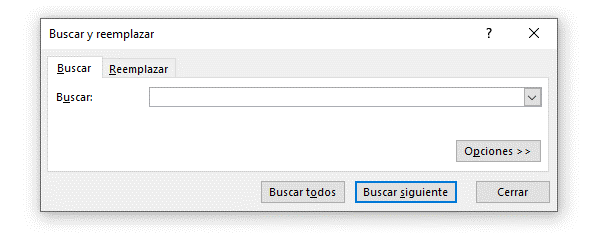 Buscar y reemplazar ?
Buscar Reemplazar
Buscar:
Opciones >>
Buscar todos Buscar siguiente Cerrar